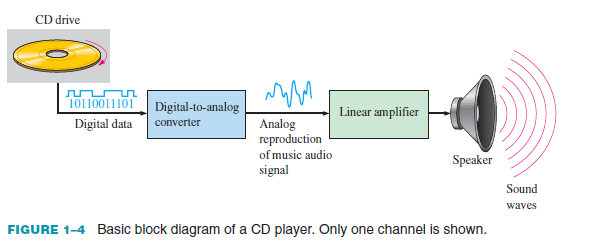 CD drive
10110011101
Digital data
Digital-to-analog
converter
Analog
reproduction
of music audio
signal
Linear amplifier
Speaker
Sound
waves
FIGURE 1–4 Basic block diagram of a CD player. Only one channel is shown.